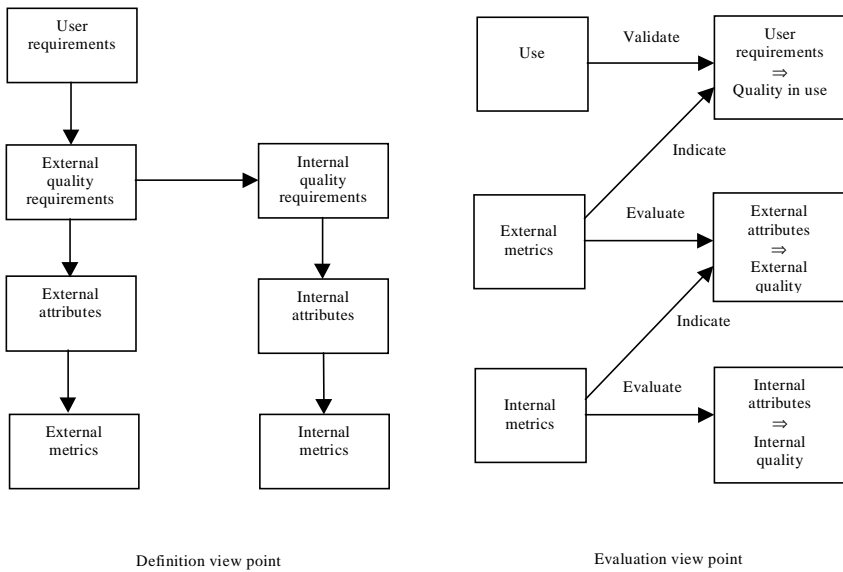 User
requirements
External
quality
requirements
Internal
quality
requirements
External
attributes
Internal
attributes
External
metrics
Internal
metrics
Definition view point
Use
Validate
User
requirements
⇒
Quality in use
Indicate
External
metrics
Evaluate
External
attributes
⇒
External
quality
Indicate
Internal
metrics
Evaluate
Internal
attributes
⇒
Internal
quality
Evaluation view point